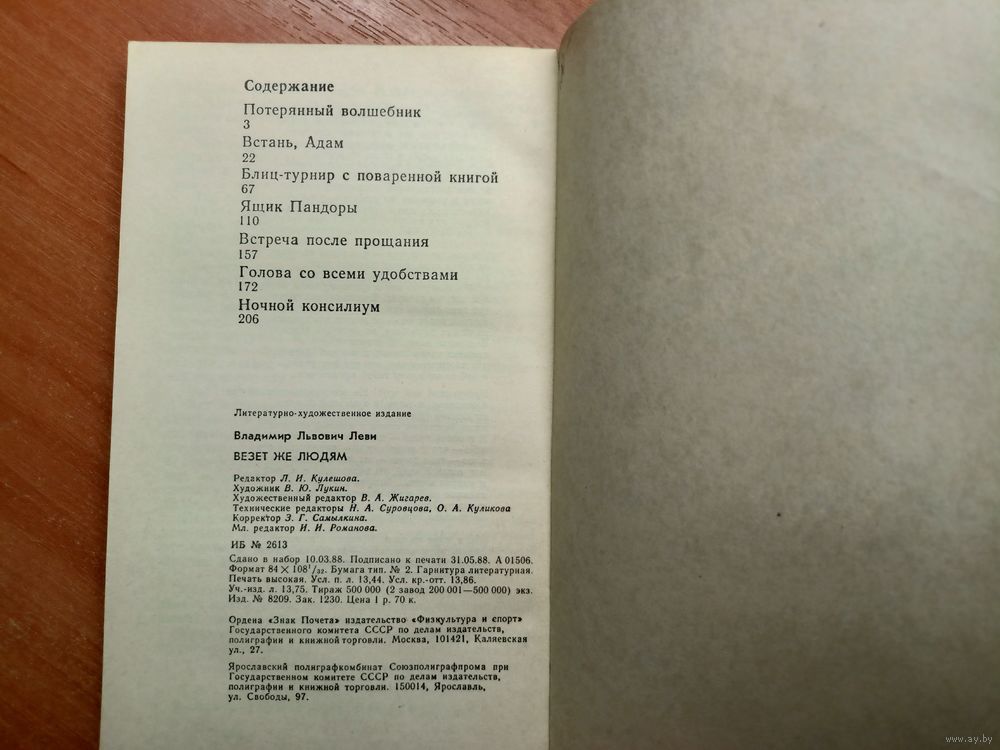 Содержание
Потерянный волшебник
3
Встань, Адам
22
Блиц-турнир с поваренной книгой
67
Ящик Пандоры
110
Встреча после прощания
157
Голова со всеми удобствами
172
Ночной консилиум
206
Литературно-художественное издание
Владимир Львович Леви
ВЕЗЕТ ЖЕ ЛЮДЯМ
Редактор Л. И. Кулешова.
Художник В. Ю. Лукин.
Художественный редактор В. А. Жигарев.
Технические редакторы Н. А. Суровцова, О. А. Куликова
Корректор З. Г. Самылкина.
Мл. редактор И. И. Романова.
ИБ № 2613
Сдано в набор 10.03.88. Подписано к печати 31.05.88. А 01506.
Формат 84 × 108¹/₃₂. Бумага тип. № 2. Гарнитура литературная.
Печать высокая. Усл. п. л. 13,44. Усл. кр.-отт. 13,86.
Уч.-изд. л. 13,75. Тираж 500 000 (2 завод 200 001—500 000) экз.
Изд. № 8209. Зак. 1230. Цена 1 р. 70 к.
Ордена «Знак Почета» издательство «Физкультура и спорт»
Государственного комитета СССР по делам издательств,
полиграфии и книжной торговли. Москва, 101421, Каляевская
ул., 27.
Ярославский полиграфкомбинат Союзполиграфпрома при
Государственном комитете СССР по делам издательств,
полиграфии и книжной торговли. 150014, Ярославль,
ул. Свободы, 97.
www.ay.by